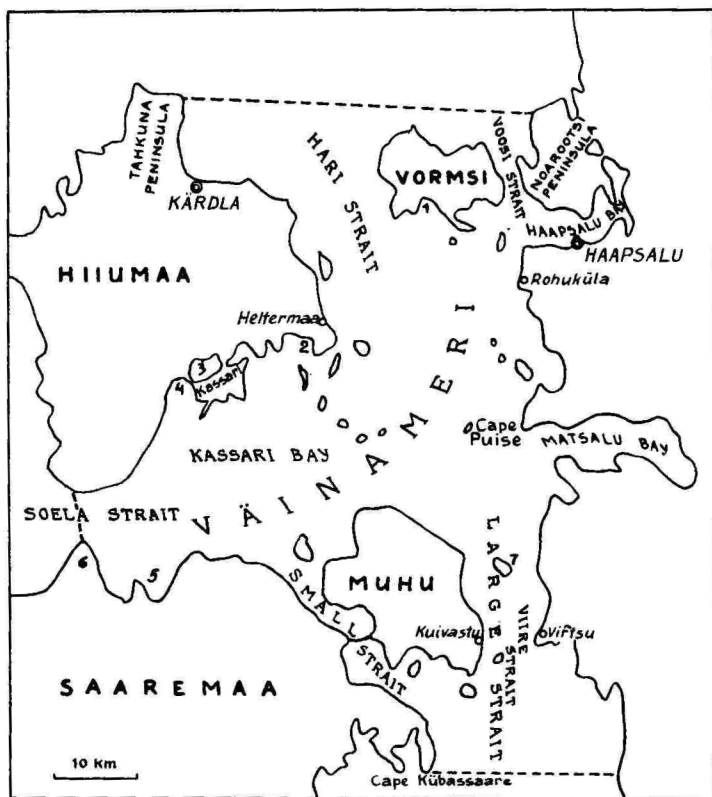 TAHKUNA
PENINSULA
KÄRDLA
HARI STRAIT
VORMSI
1
VOOSI STRAIT
NOAROOTSI
PENINSULA
HAAPSALU BAY
HAAPSALU
HIIUMAA
Rohuküla
Heltermaa
2
3
4
Kassari
VÄINAMERI
Cape
Puise
MATSALU BAY
KASSARI BAY
SOELA STRAIT
6
5
SMALL
STRAIT
MUHU
LARGE STRAIT
7
VIIRE
STRAIT
Kuivastu
Virtsu
SAAREMAA
10 km
Cape Kübassaare